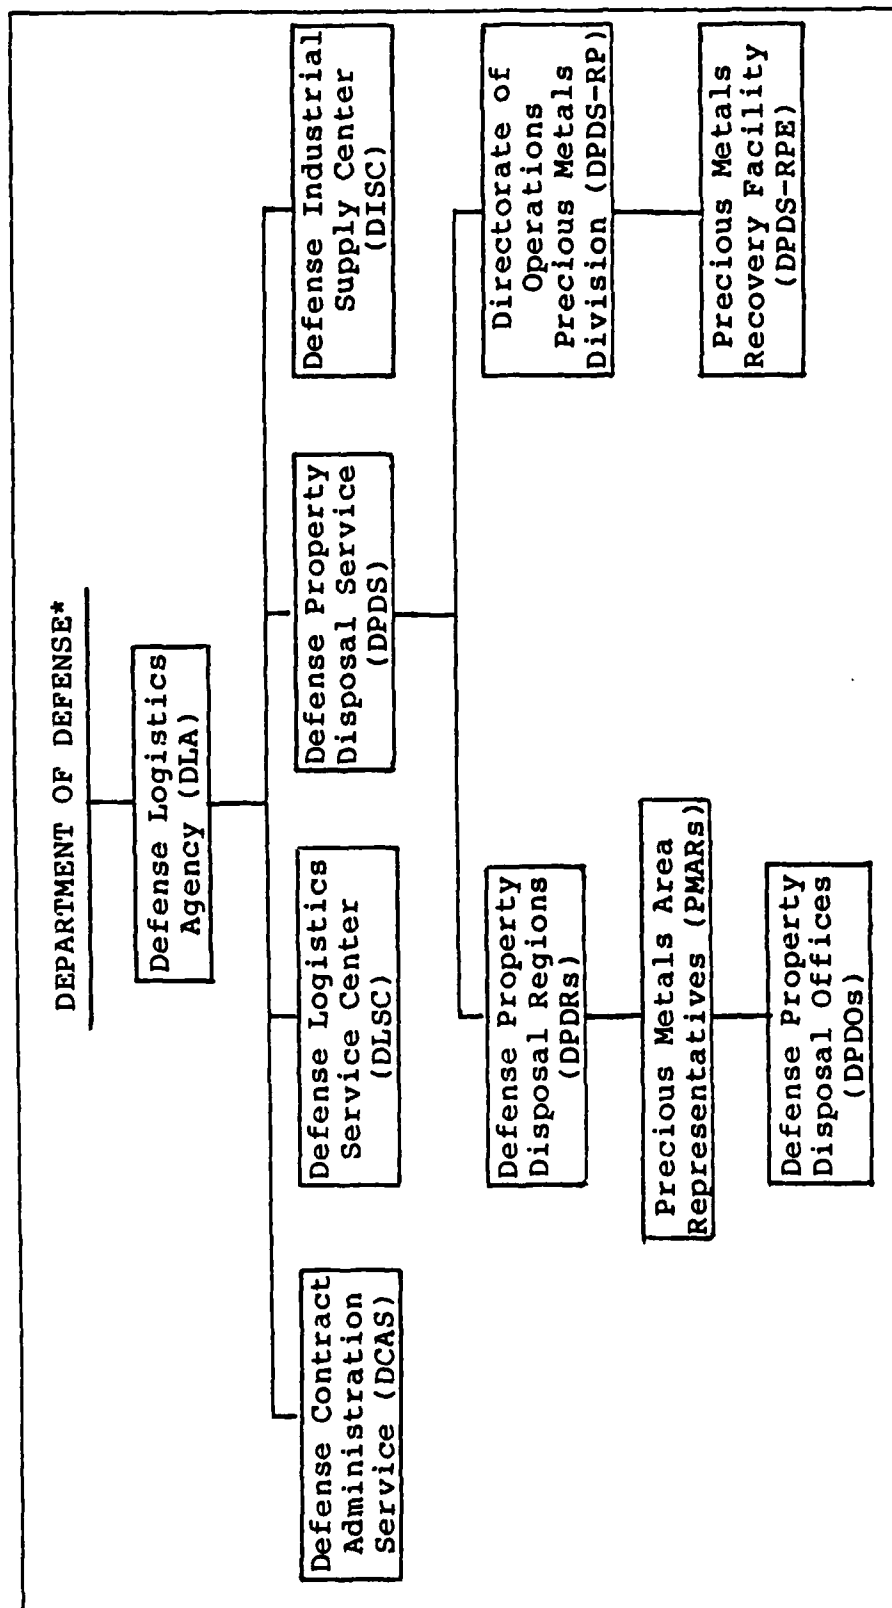 DEPARTMENT OF DEFENSE*
Defense Logistics
Agency (DLA)
Defense Contract
Administration
Service (DCAS)
Defense Logistics
Service Center
(DLSC)
Defense Property
Disposal Service
(DPDS)
Defense Industrial
Supply Center
(DISC)
Defense Property
Disposal Regions
(DPDRs)
Directorate of
Operations
Precious Metals
Division (DPDS-RP)
Precious Metals Area
Representatives (PMARs)
Precious Metals
Recovery Facility
(DPDS-RPE)
Defense Property
Disposal Offices
(DPDOs)